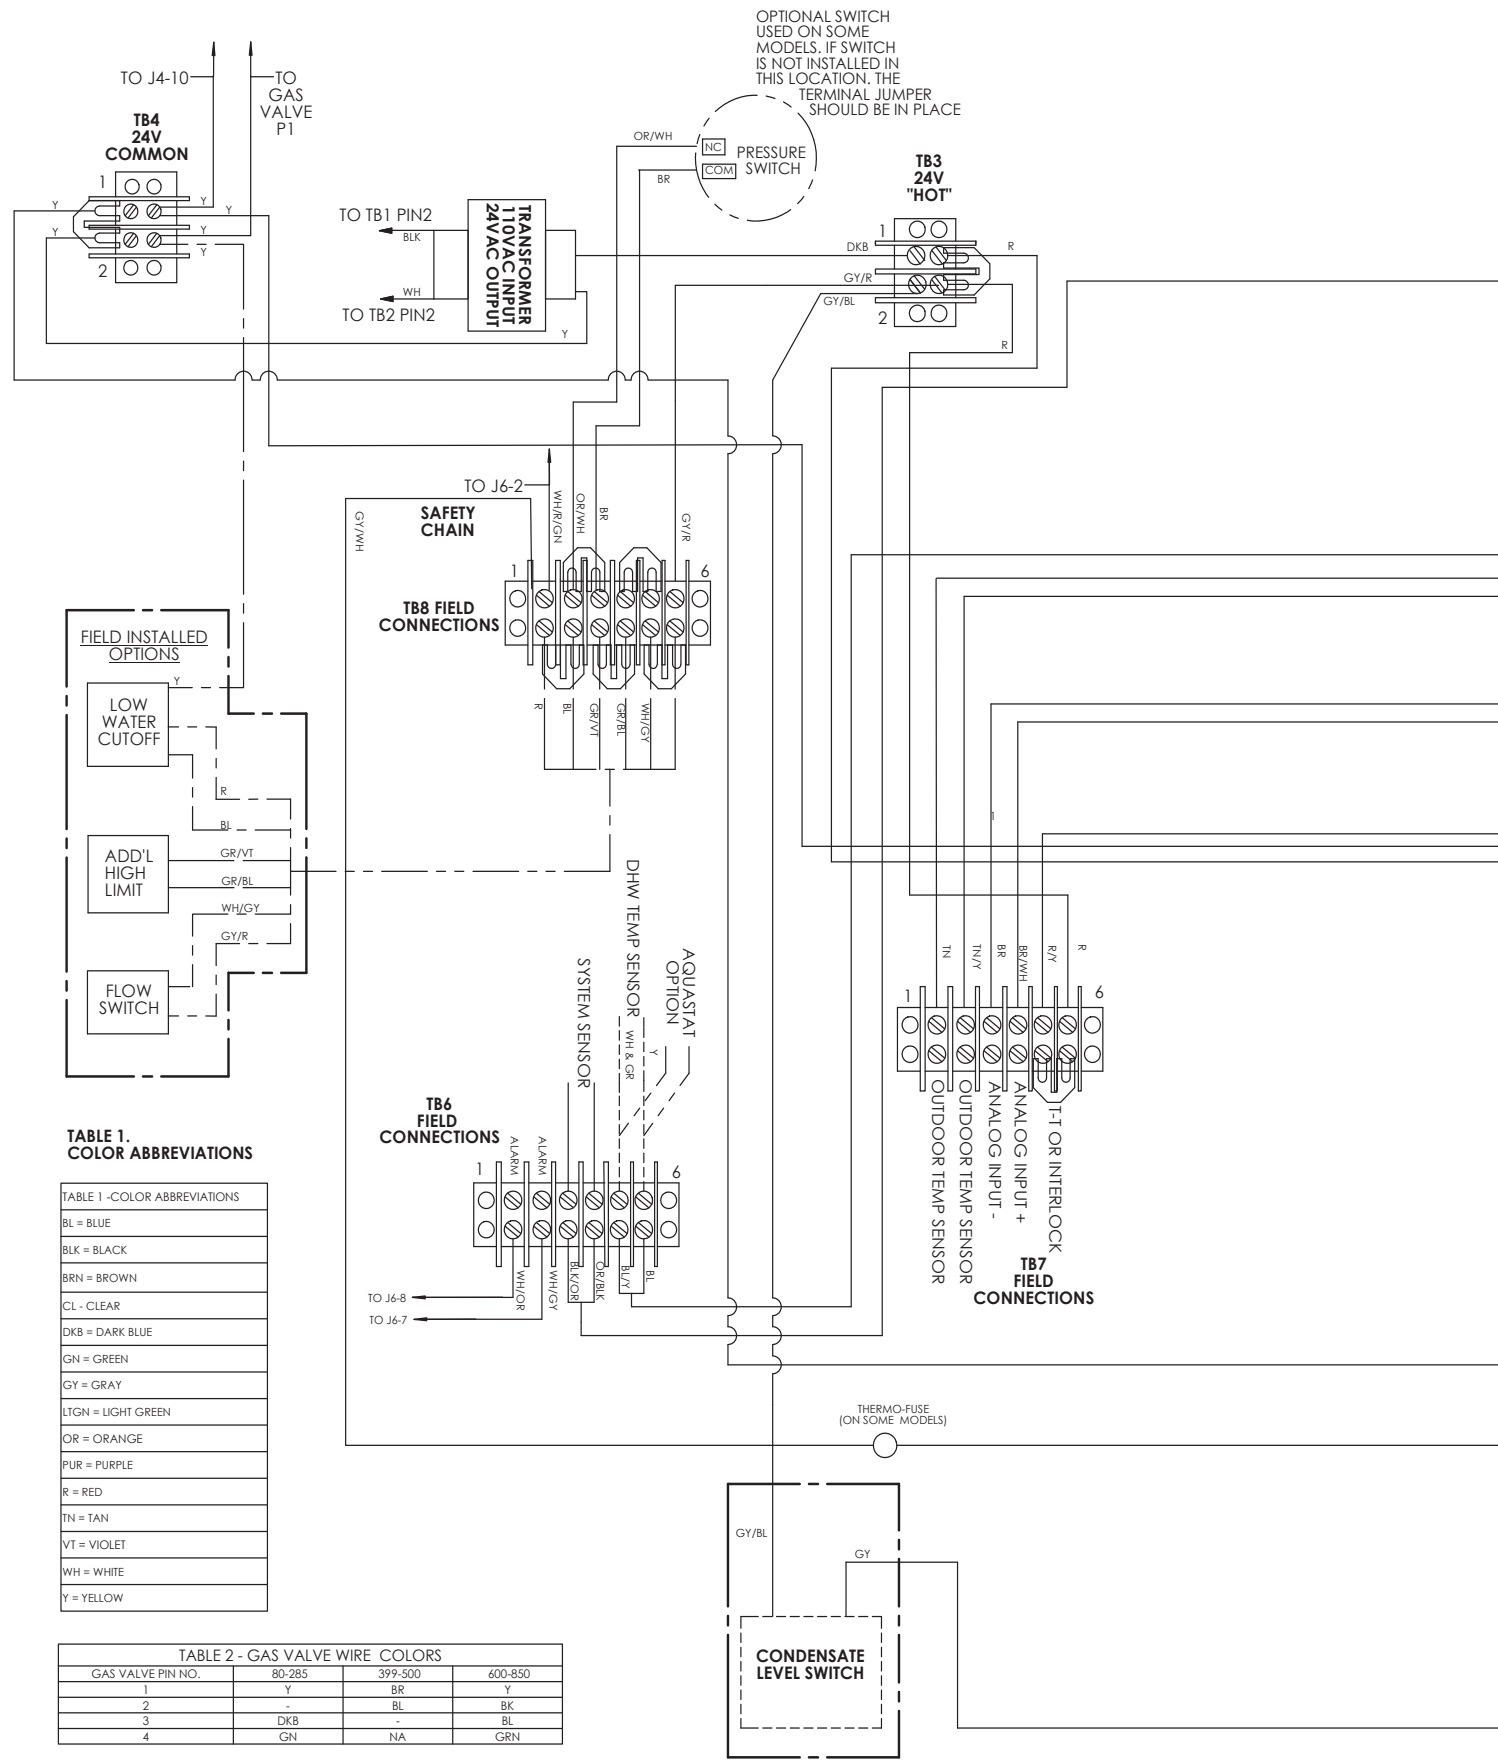 OPTIONAL SWITCH
USED ON SOME
MODELS. IF SWITCH
IS NOT INSTALLED IN
THIS LOCATION. THE
TERMINAL JUMPER
SHOULD BE IN PLACE
TO J4-10
TO
GAS
VALVE
P1
TB4
24V
COMMON
1
2
Y
Y
Y
Y
Y
Y
TO TB1 PIN2
BLK
WH
TO TB2 PIN2
TRANSFORMER
110VAC INPUT
24VAC OUTPUT
Y
OR/WH
BR
NC
COM
PRESSURE
SWITCH
TB3
24V
"HOT"
1
2
DKB
GY/R
GY/BL
R
R
TO J6-2
SAFETY
CHAIN
GY/WH
WH/R/GN
OR/WH
BR
GY/R
1
6
TB8 FIELD
CONNECTIONS
R
BL
GR/VT
GR/BL
WH/GY
FIELD INSTALLED
OPTIONS
LOW
WATER
CUTOFF
Y
R
BL
ADD'L
HIGH
LIMIT
GR/VT
GR/BL
WH/GY
GY/R
FLOW
SWITCH
SYSTEM SENSOR
DHW TEMP SENSOR
WH & GR
Y
AQUASTAT
OPTION
TB6
FIELD
CONNECTIONS
ALARM
ALARM
1
6
WH/OR
WH/GY
BLK/OR
OR/BLK
BL/Y
BL
TO J6-8
TO J6-7
1
TN
TN/Y
BR
BR/WH
R/Y
R
1
6
OUTDOOR TEMP SENSOR
OUTDOOR TEMP SENSOR
ANALOG INPUT -
ANALOG INPUT +
T-T OR INTERLOCK
TB7
FIELD
CONNECTIONS
THERMO-FUSE
(ON SOME MODELS)
GY/BL
GY
CONDENSATE
LEVEL SWITCH
TABLE 1.
COLOR ABBREVIATIONS
TABLE 1 -COLOR ABBREVIATIONS
BL = BLUE
BLK = BLACK
BRN = BROWN
CL - CLEAR
DKB = DARK BLUE
GN = GREEN
GY = GRAY
LTGN = LIGHT GREEN
OR = ORANGE
PUR = PURPLE
R = RED
TN = TAN
VT = VIOLET
WH = WHITE
Y = YELLOW
TABLE 2 - GAS VALVE WIRE COLORS
GAS VALVE PIN NO. 80-285 399-500 600-850
1 Y BR Y
2 - BL BK
3 DKB - BL
4 GN NA GRN